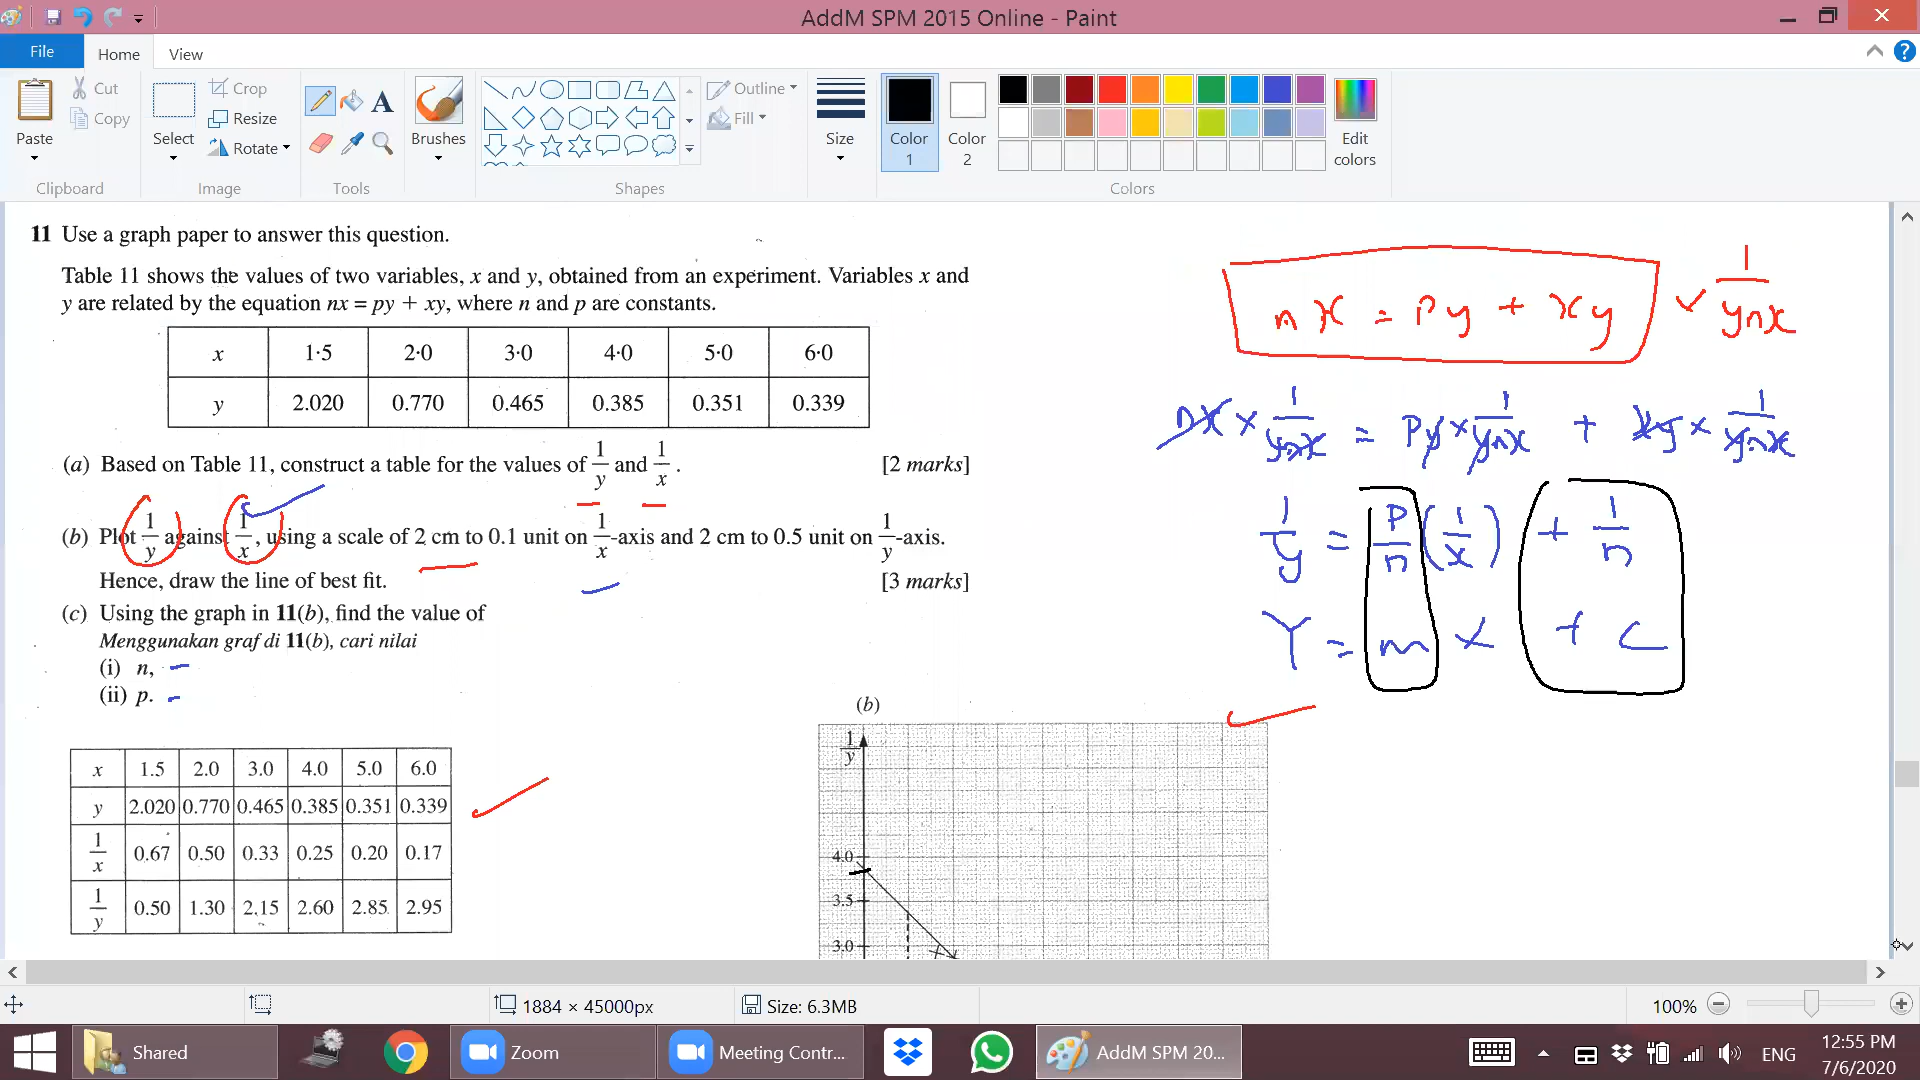 AddM SPM 2015 Online - Paint
File Home View
Paste Cut Copy Clipboard
Select Crop Resize Rotate Image
Tools
Brushes
Outline Fill Shapes
Size
Color 1 Color 2 Edit colors Colors
11 Use a graph paper to answer this question.
Table 11 shows the values of two variables, x and y, obtained from an experiment. Variables x and
y are related by the equation nx = py + xy, where n and p are constants.
x 1·5 2·0 3·0 4·0 5·0 6·0
y 2.020 0.770 0.465 0.385 0.351 0.339
(a) Based on Table 11, construct a table for the values of 1/y and 1/x. [2 marks]
(b) Plot 1/y against 1/x, using a scale of 2 cm to 0.1 unit on 1/x-axis and 2 cm to 0.5 unit on 1/y-axis.
Hence, draw the line of best fit. [3 marks]
(c) Using the graph in 11(b), find the value of
Menggunakan graf di 11(b), cari nilai
(i) n,
(ii) p.
x 1.5 2.0 3.0 4.0 5.0 6.0
y 2.020 0.770 0.465 0.385 0.351 0.339
1/x 0.67 0.50 0.33 0.25 0.20 0.17
1/y 0.50 1.30 2.15 2.60 2.85 2.95
(b)
1/y
4.0
3.5
3.0
nx = py + xy × 1/ynx
nx × 1/ynx = py × 1/ynx + xy × 1/ynx
1/y = p/n (1/x) + 1/n
Y = m x + c
1884 × 45000px Size: 6.3MB 100%
Shared Zoom Meeting Contr... AddM SPM 20... ENG 12:55 PM
7/6/2020